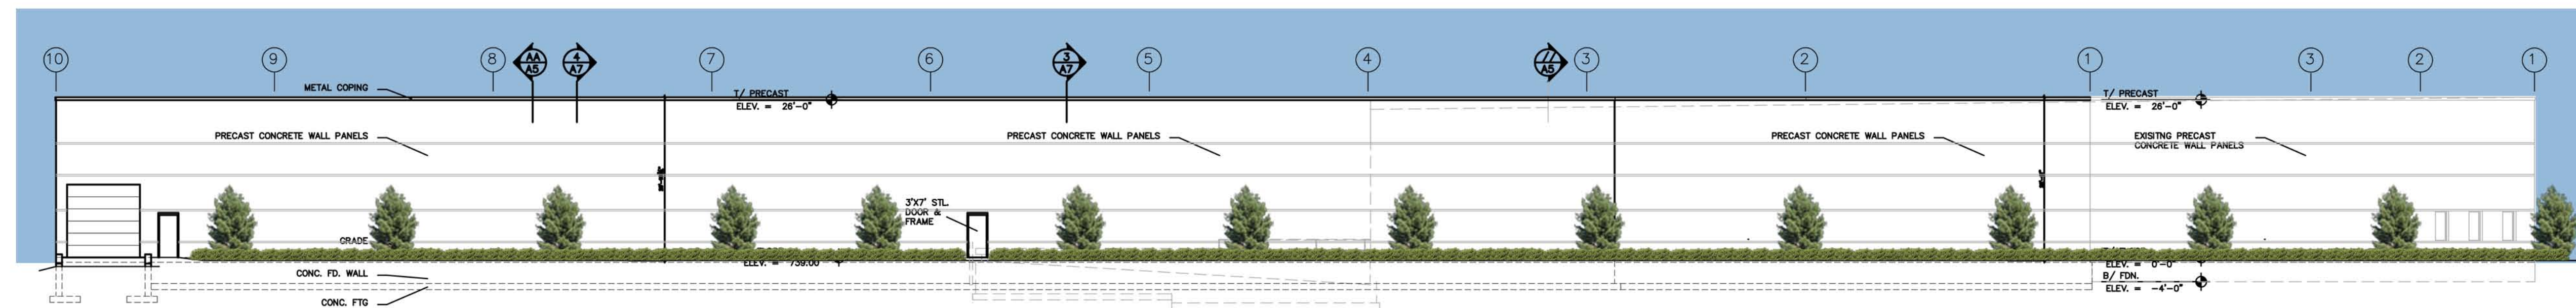 10
9
8
AA
A5
4
A7
7
6
3
A7
5
4
//
A5
3
2
1
3
2
1
METAL COPING
T/ PRECAST
ELEV. = 26'-0"
T/ PRECAST
ELEV. = 26'-0"
PRECAST CONCRETE WALL PANELS
PRECAST CONCRETE WALL PANELS
PRECAST CONCRETE WALL PANELS
EXISITNG PRECAST
CONCRETE WALL PANELS
3'X7' STL.
DOOR &
FRAME
GRADE
ELEV. = 739.00'
ELEV. = 0'-0"
CONC. FD. WALL
B/ FDN.
ELEV. = -4'-0"
CONC. FTG